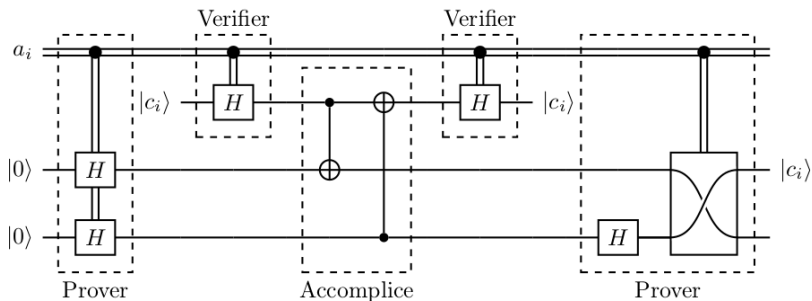 Verifier Verifier
a_i
|c_i⟩ H H |c_i⟩
|0⟩ H |c_i⟩
|0⟩ H H
Prover Accomplice Prover